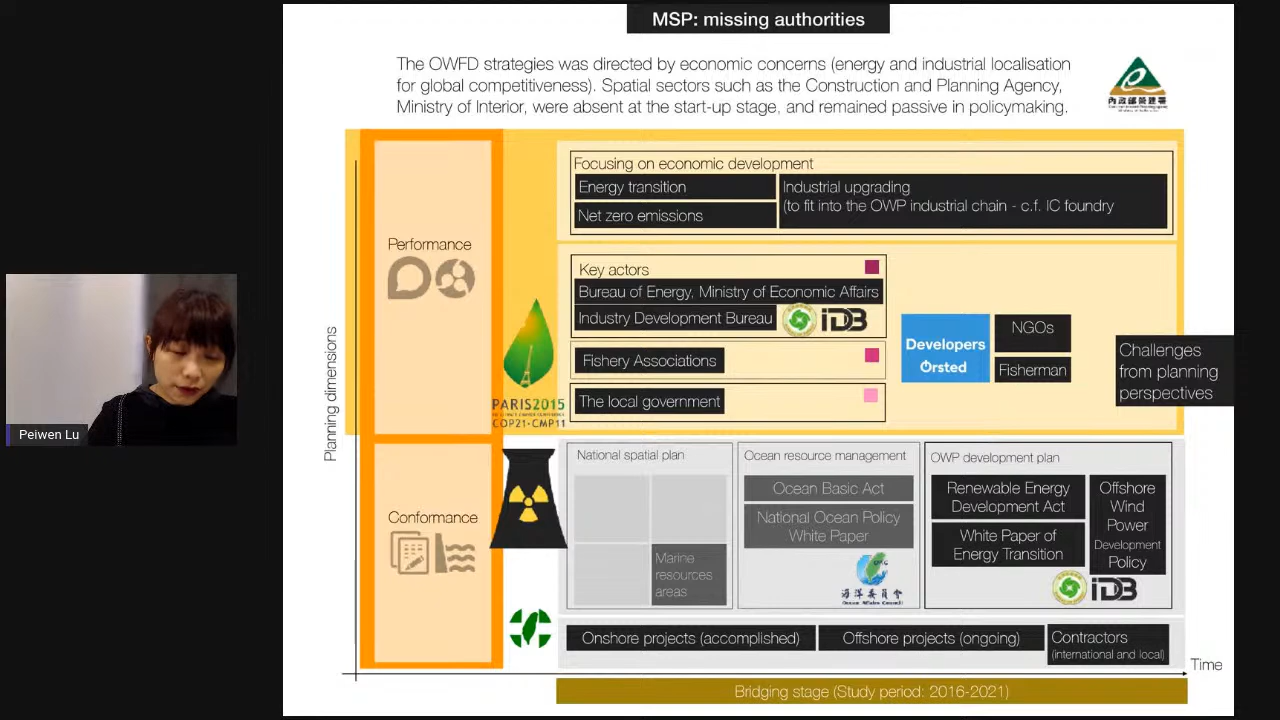 MSP: missing authorities
The OWFD strategies was directed by economic concerns (energy and industrial localisation
for global competitiveness). Spatial sectors such as the Construction and Planning Agency,
Ministry of Interior, were absent at the start-up stage, and remained passive in policymaking.
內政部營建署
Focusing on economic development
Energy transition
Net zero emissions
Industrial upgrading
(to fit into the OWP industrial chain - c.f. IC foundry
Performance
Key actors
Bureau of Energy, Ministry of Economic Affairs
Industry Development Bureau
IDB
Fishery Associations
The local government
Developers
Ørsted
NGOs
Fisherman
Challenges
from planning
perspectives
PARIS2015
COP21·CMP11
Planning dimensions
Peiwen Lu
Conformance
National spatial plan
Marine
resources
areas
Ocean resource management
Ocean Basic Act
National Ocean Policy
White Paper
海洋委員會
Ocean Affairs Council
OWP development plan
Renewable Energy
Development Act
White Paper of
Energy Transition
Offshore
Wind
Power
Development
Policy
IDB
Onshore projects (accomplished)
Offshore projects (ongoing)
Contractors
(international and local)
Time
Bridging stage (Study period: 2016-2021)